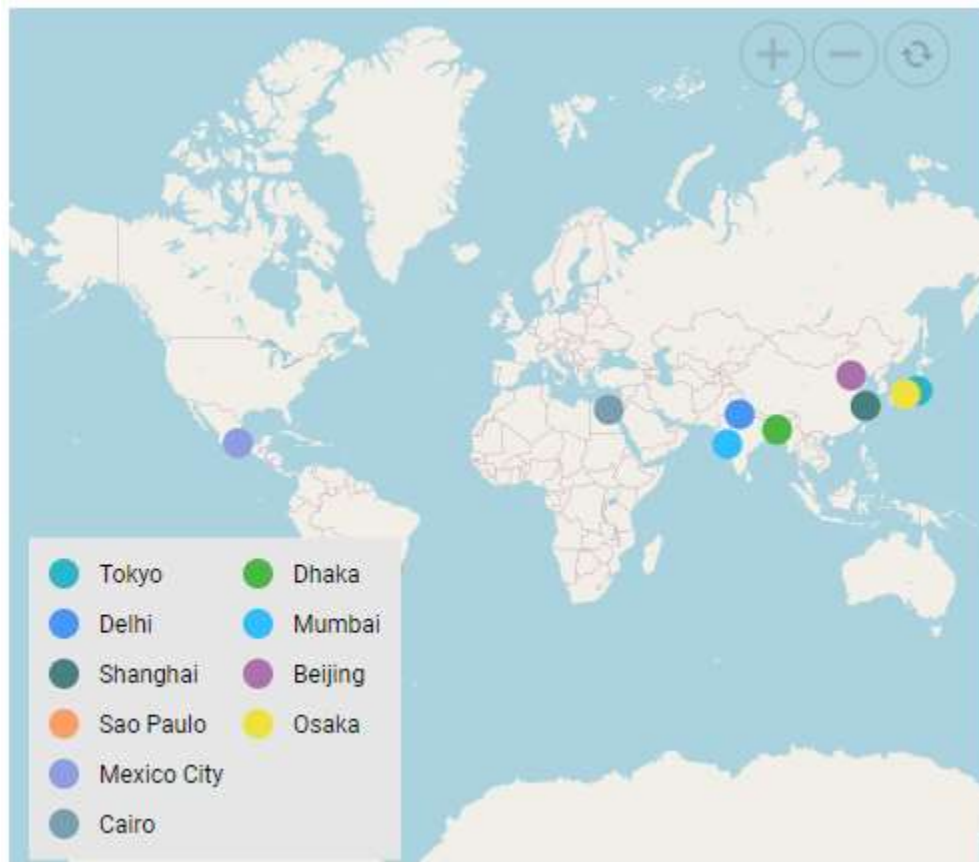 Tokyo
Delhi
Shanghai
Sao Paulo
Mexico City
Cairo
Dhaka
Mumbai
Beijing
Osaka